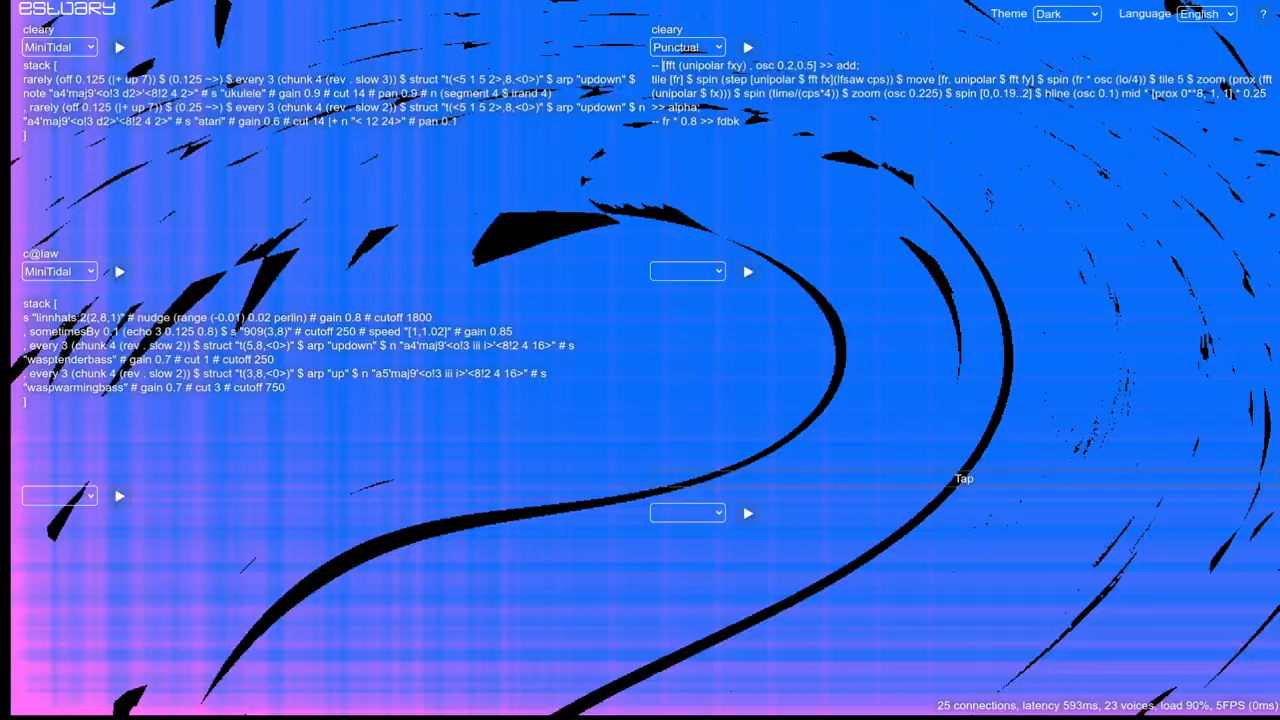 estuary
Theme Dark Language English ?
cleary
MiniTidal
stack [
rarely (off 0.125 (|+ up 7)) $ (0.125 ~>) $ every 3 (chunk 4 (rev . slow 3)) $ struct "t(<5 1 5 2>,8,<0>)" $ arp "updown" $
note "a4'maj9'<o!3 d2>'<8!2 4 2>" # s "ukulele" # gain 0.9 # cut 14 # pan 0.9 # n (segment 4 $ irand 4)
, rarely (off 0.125 (|+ up 7)) $ (0.25 ~>) $ every 3 (chunk 4 (rev . slow 2)) $ struct "t(<5 1 5 2>,8,<0>)" $ arp "updown" $ n
"a4'maj9'<o!3 d2>'<8!2 4 2>" # s "atari" # gain 0.6 # cut 14 |+ n "< 12 24>" # pan 0.1
]
cleary
Punctual
-- [fft (unipolar fxy) . osc 0.2,0.5] >> add;
tile [fr] $ spin (step [unipolar $ fft fx](lfsaw cps)) $ move [fr, unipolar $ fft fy] $ spin (fr * osc (lo/4)) $ tile 5 $ zoom (prox (fft
(unipolar $ fx))) $ spin (time/(cps*4)) $ zoom (osc 0.225) $ spin [0,0.19..2] $ hline (osc 0.1) mid * [prox 0**8, 1, 1] * 0.25
>> alpha;
-- fr * 0.8 >> fdbk
c@law
MiniTidal
stack [
s "linnhats:2(2,8,1)" # nudge (range (-0.01) 0.02 perlin) # gain 0.8 # cutoff 1800
, sometimesBy 0.1 (echo 3 0.125 0.8) $ s "909(3,8)" # cutoff 250 # speed "[1,1.02]" # gain 0.85
, every 3 (chunk 4 (rev . slow 2)) $ struct "t(5,8,<0>)" $ arp "updown" $ n "a4'maj9'<o!3 iii i>'<8!2 4 16>" # s
"wasptenderbass" # gain 0.7 # cut 1 # cutoff 250
, every 3 (chunk 4 (rev . slow 2)) $ struct "t(3,8,<0>)" $ arp "up" $ n "a5'maj9'<o!3 iii i>'<8!2 4 16>" # s
"waspwarmingbass" # gain 0.7 # cut 3 # cutoff 750
]
Tap
25 connections, latency 593ms, 23 voices, load 90%, 5FPS (0ms)